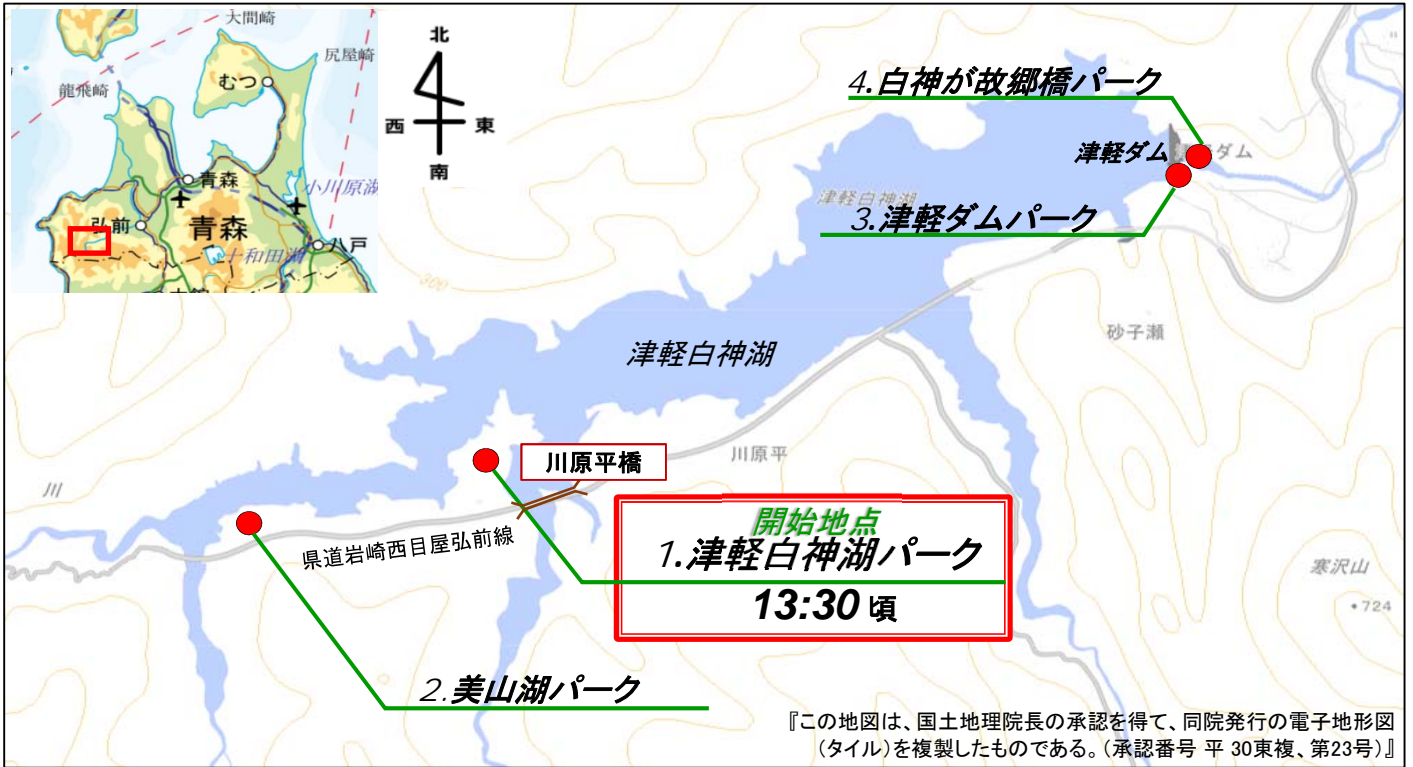 大間崎
尻屋崎
龍飛崎
むつ
青森
小川原湖
弘前
青森
八戸
十和田湖
北
西
東
南
4.白神が故郷橋パーク
津軽ダム
ダム
津軽白神湖
3.津軽ダムパーク
300
砂子瀬
津軽白神湖
川原平橋
川原平
川
開始地点
1.津軽白神湖パーク
13:30 頃
県道岩崎西目屋弘前線
寒沢山
・724
2.美山湖パーク
『この地図は、国土地理院長の承認を得て、同院発行の電子地形図
(タイル)を複製したものである。(承認番号 平 30東複、第23号)』